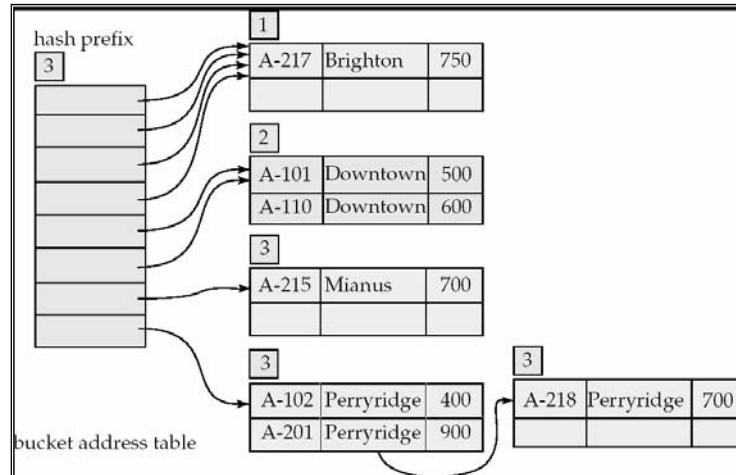 hash prefix
3
1
A-217 Brighton 750
2
A-101 Downtown 500
A-110 Downtown 600
3
A-215 Mianus 700
3
A-102 Perryridge 400
A-201 Perryridge 900
3
A-218 Perryridge 700
bucket address table